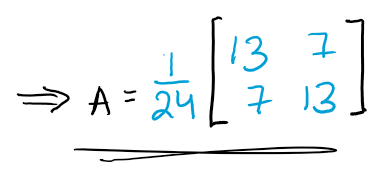 ⇒ A = 1/24 [13 7
7 13]